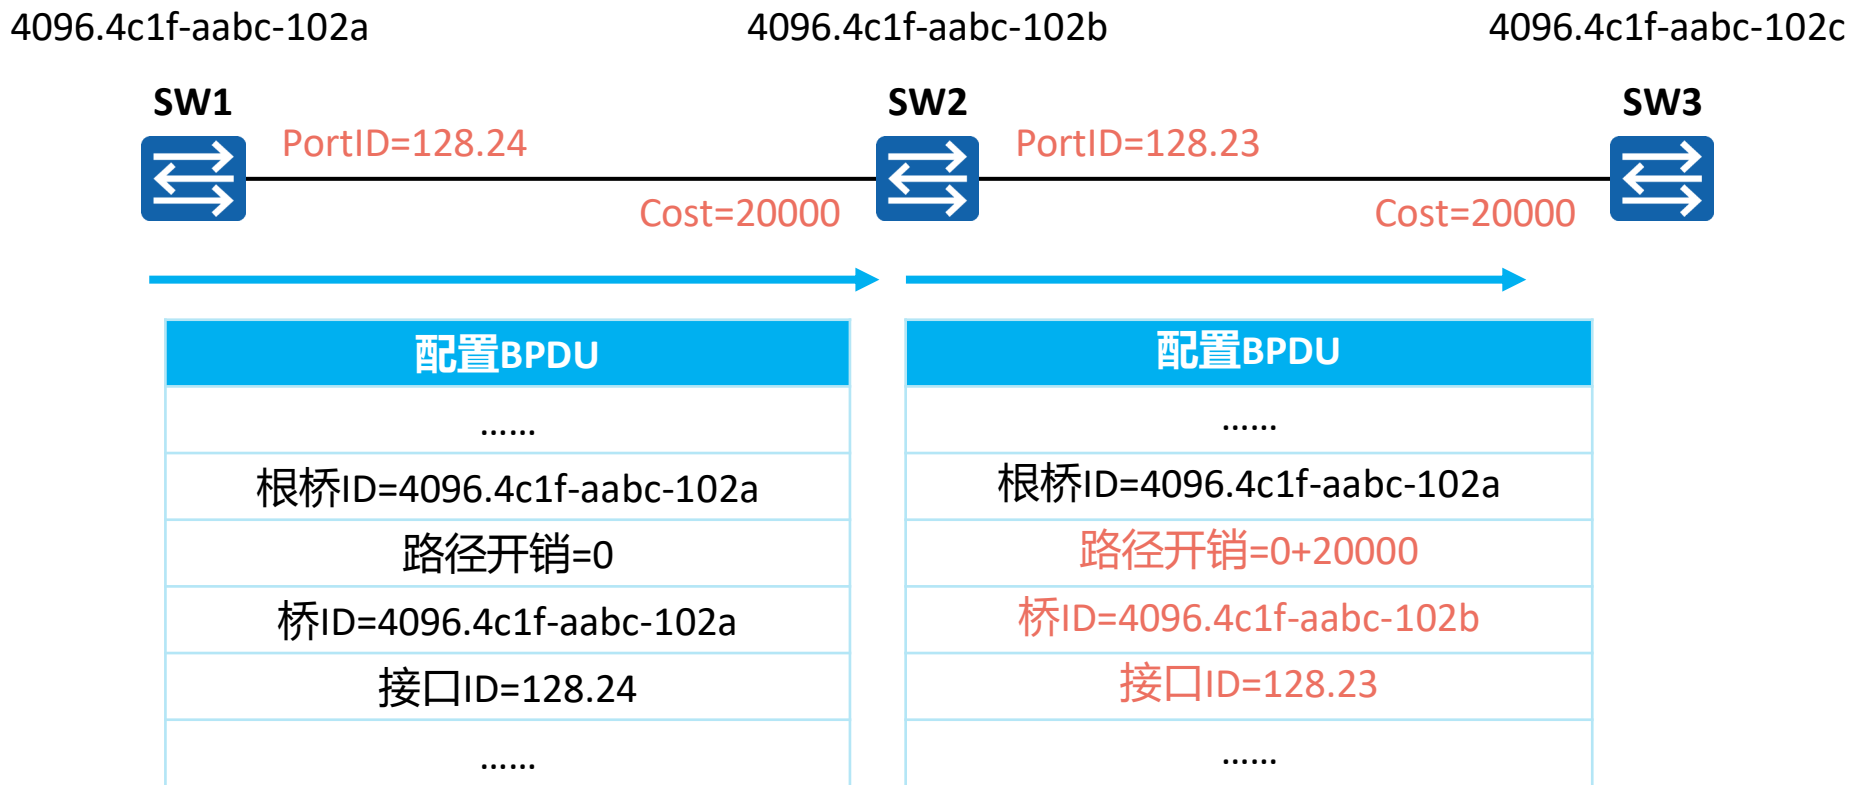 4096.4c1f-aabc-102a
4096.4c1f-aabc-102b
4096.4c1f-aabc-102c
SW1
SW2
SW3
PortID=128.24
PortID=128.23
Cost=20000
Cost=20000
配置BPDU
......
根桥ID=4096.4c1f-aabc-102a
路径开销=0
桥ID=4096.4c1f-aabc-102a
接口ID=128.24
......
配置BPDU
......
根桥ID=4096.4c1f-aabc-102a
路径开销=0+20000
桥ID=4096.4c1f-aabc-102b
接口ID=128.23
......